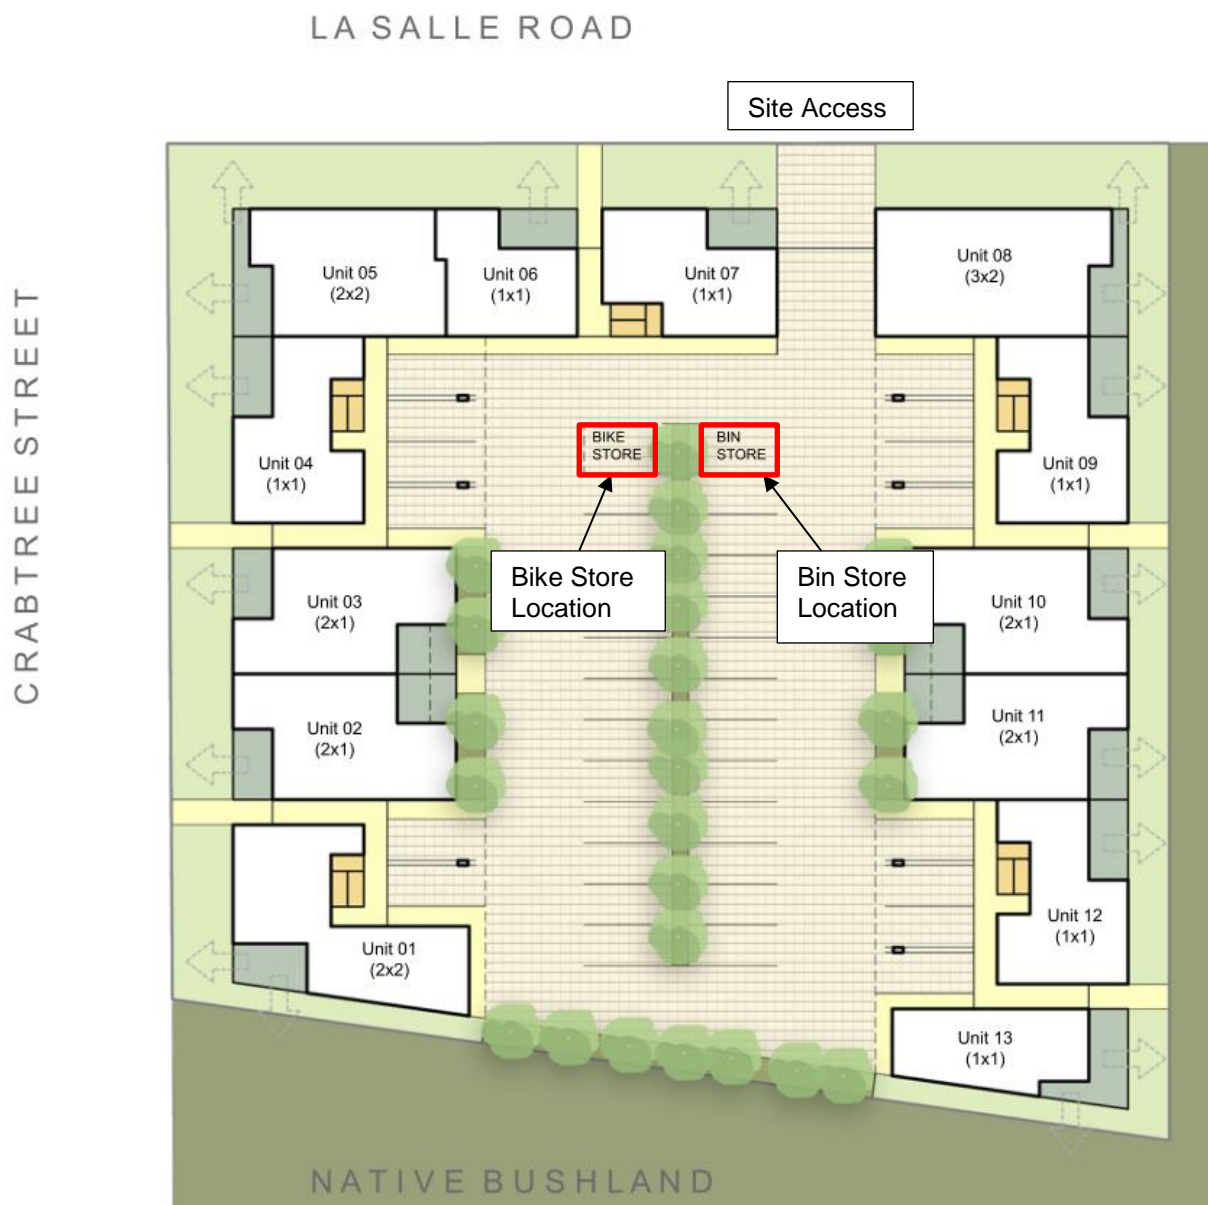 LA SALLE ROAD
Site Access
CRABTREE STREET
Unit 05
(2x2)
Unit 06
(1x1)
Unit 07
(1x1)
Unit 08
(3x2)
Unit 04
(1x1)
BIKE
STORE
BIN
STORE
Unit 09
(1x1)
Unit 03
(2x1)
Bike Store
Location
Bin Store
Location
Unit 10
(2x1)
Unit 02
(2x1)
Unit 11
(2x1)
Unit 01
(2x2)
Unit 12
(1x1)
Unit 13
(1x1)
NATIVE BUSHLAND